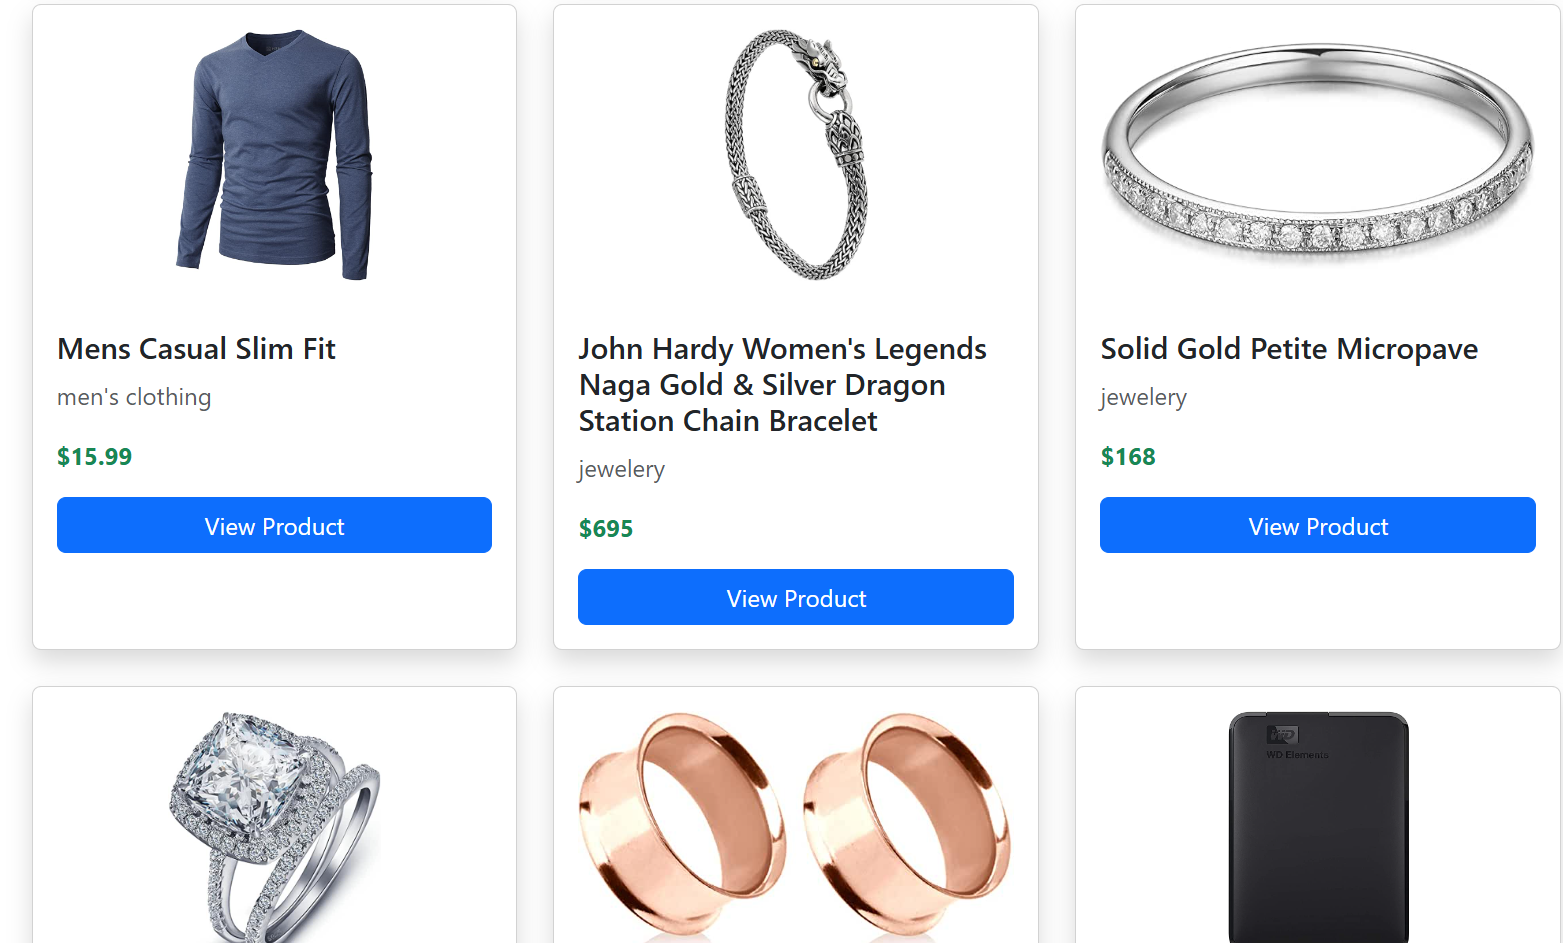 Mens Casual Slim Fit
men's clothing
$15.99
View Product
John Hardy Women's Legends
Naga Gold & Silver Dragon
Station Chain Bracelet
jewelery
$695
View Product
Solid Gold Petite Micropave
jewelery
$168
View Product
WD
WD Elements